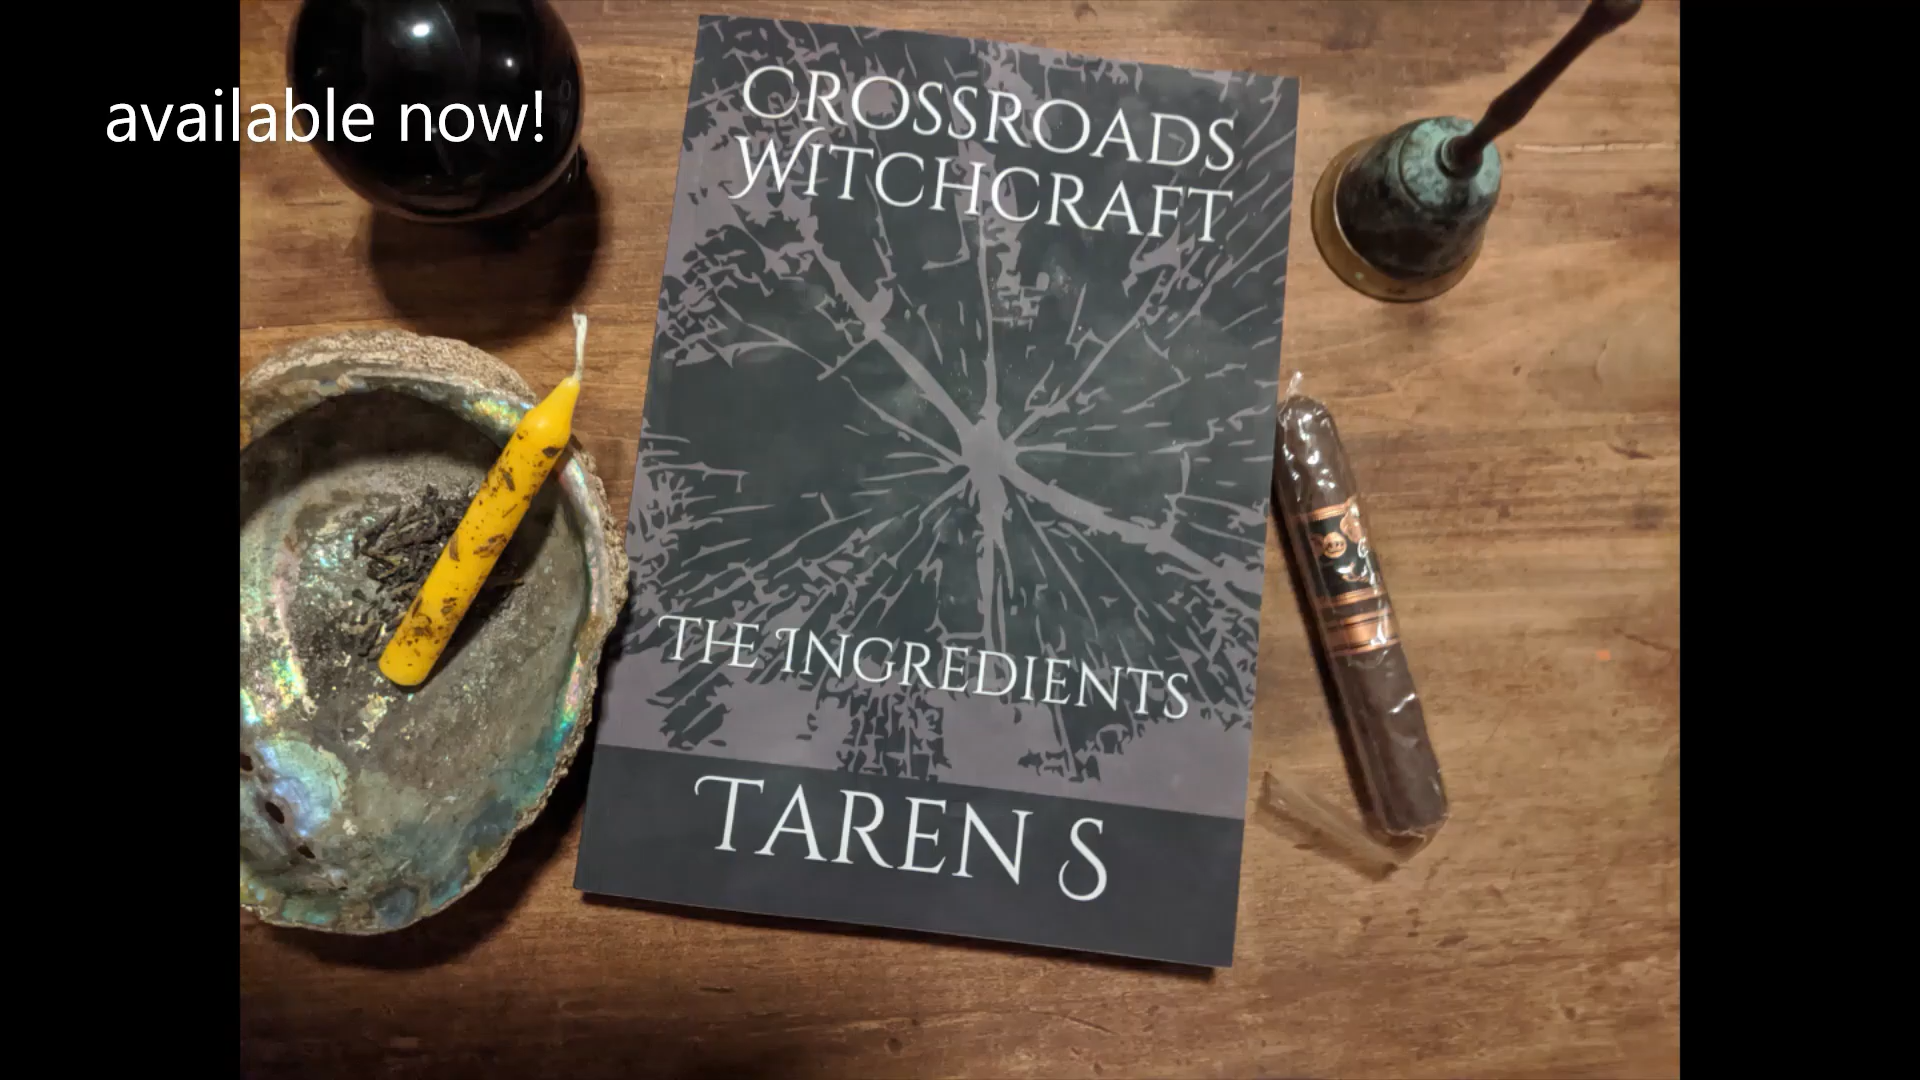 available now!
Crossroads
Witchcraft
The Ingredients
Taren S